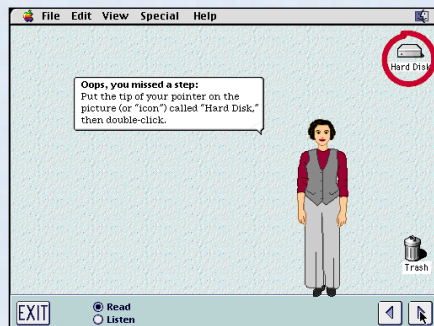 File Edit View Special Help
Hard Disk
Oops, you missed a step:
Put the tip of your pointer on the
picture (or “icon”) called “Hard Disk,”
then double-click.
Trash
EXIT
Read
Listen